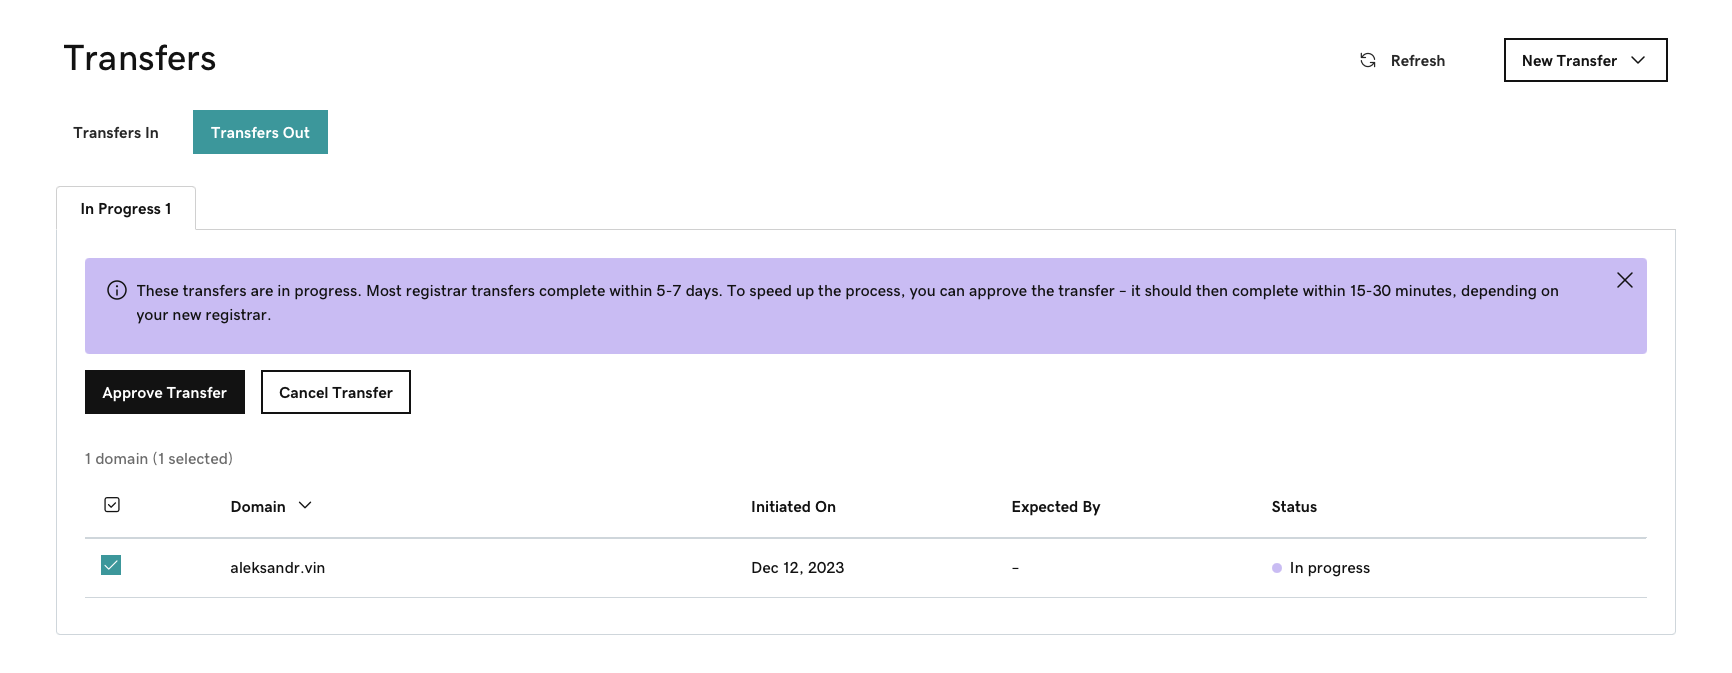 Transfers
Refresh
New Transfer
Transfers In
Transfers Out
In Progress 1
These transfers are in progress. Most registrar transfers complete within 5-7 days. To speed up the process, you can approve the transfer – it should then complete within 15-30 minutes, depending on
your new registrar.
Approve Transfer
Cancel Transfer
1 domain (1 selected)
Domain
Initiated On
Expected By
Status
aleksandr.vin
Dec 12, 2023
–
In progress